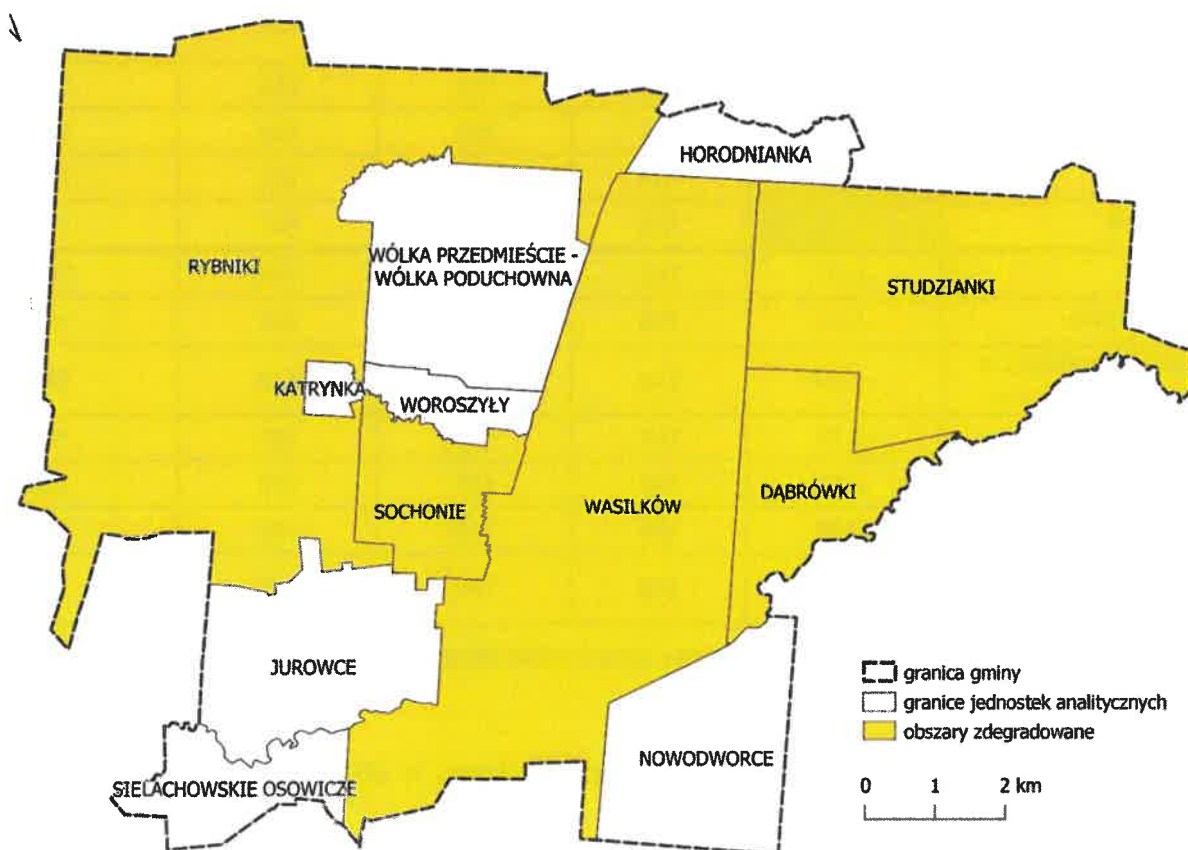 HORODNIANKA
WÓLKA PRZEDMIEŚCIE -
WÓLKA PODUCHOWNA
RYBNIKI
STUDZIANKI
KATRYNKA
WOROSZYŁY
SOCHONIE
WASILKÓW
DĄBRÓWKI
JUROWCE
NOWODWORCE
SIELACHOWSKIE OSOWICZE
granica gminy
granice jednostek analitycznych
obszary zdegradowane
0 1 2 km